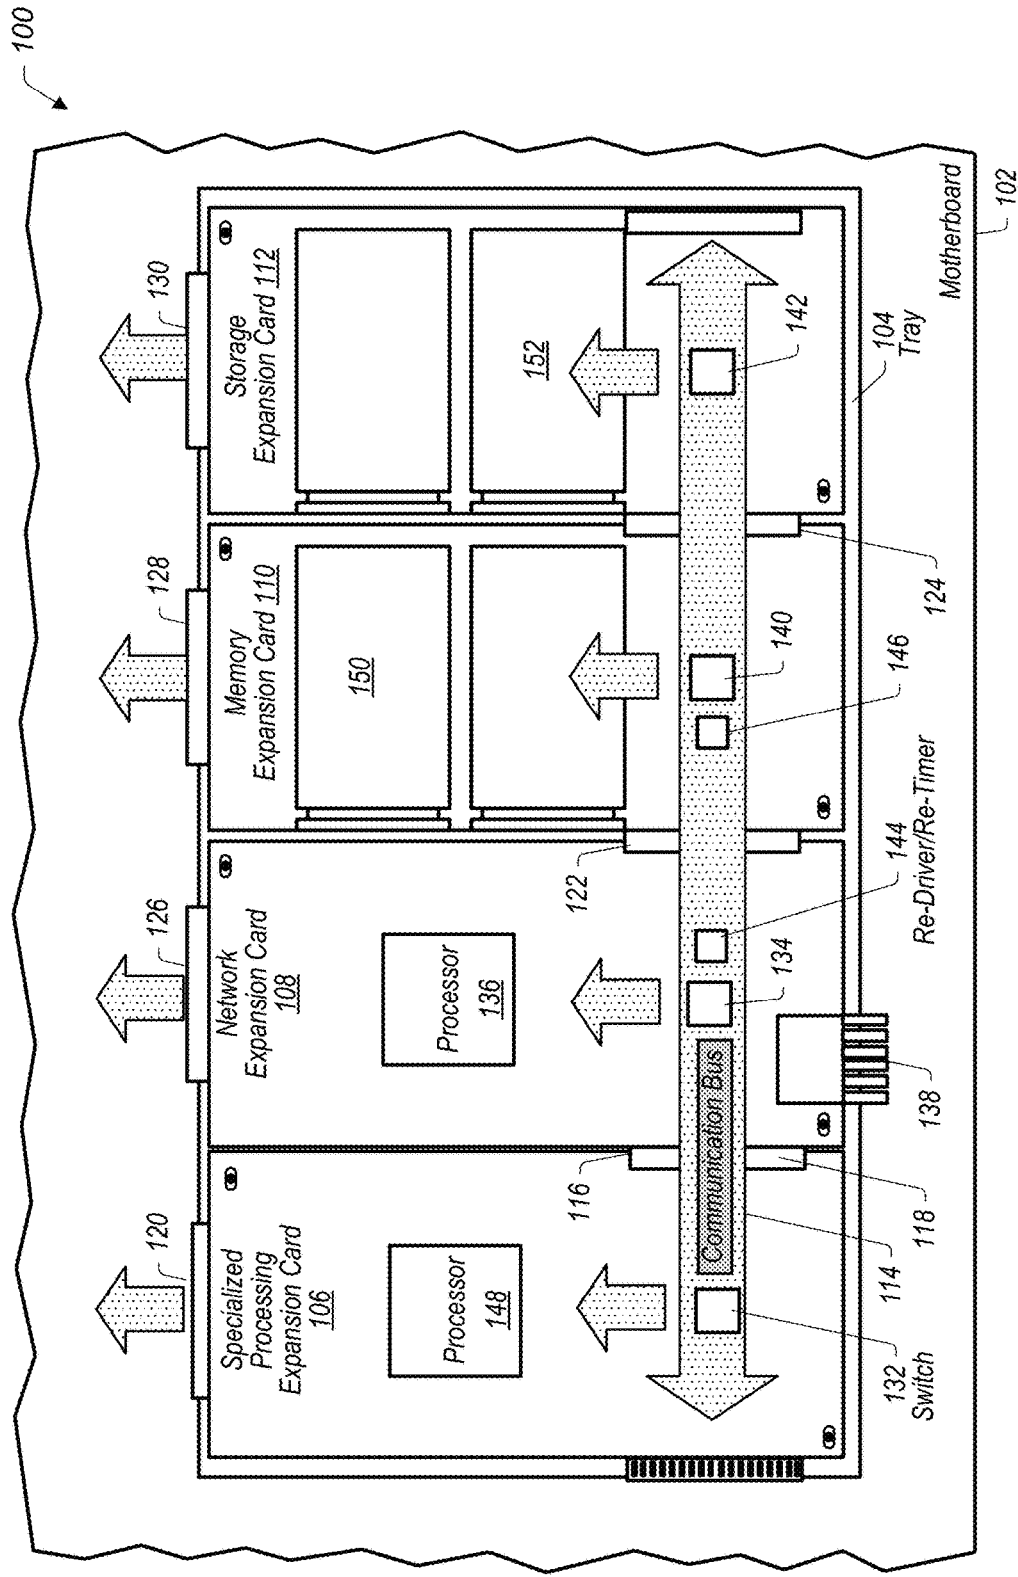 100
120
126
128
130
Specialized
Processing
Expansion Card
106
Network
Expansion Card
108
Memory
Expansion Card 110
Storage
Expansion Card 112
Processor
148
Processor
136
150
152
116
122
Communication Bus
134
140
142
132
Switch
114
118
138
144
Re-Driver/Re-Timer
146
124
104
Tray
Motherboard
102